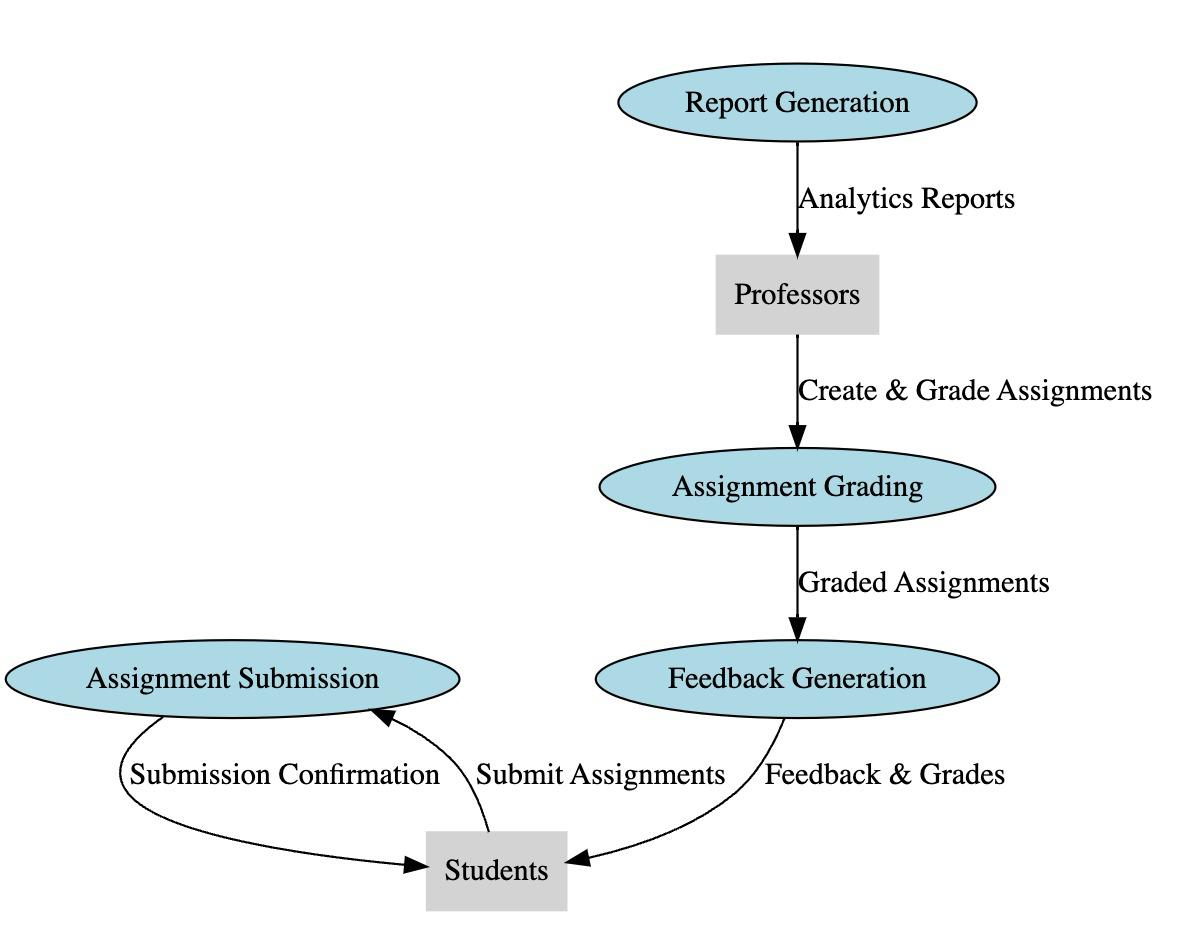 Report Generation
Analytics Reports
Professors
Create & Grade Assignments
Assignment Grading
Graded Assignments
Assignment Submission
Feedback Generation
Submission Confirmation
Submit Assignments
Feedback & Grades
Students